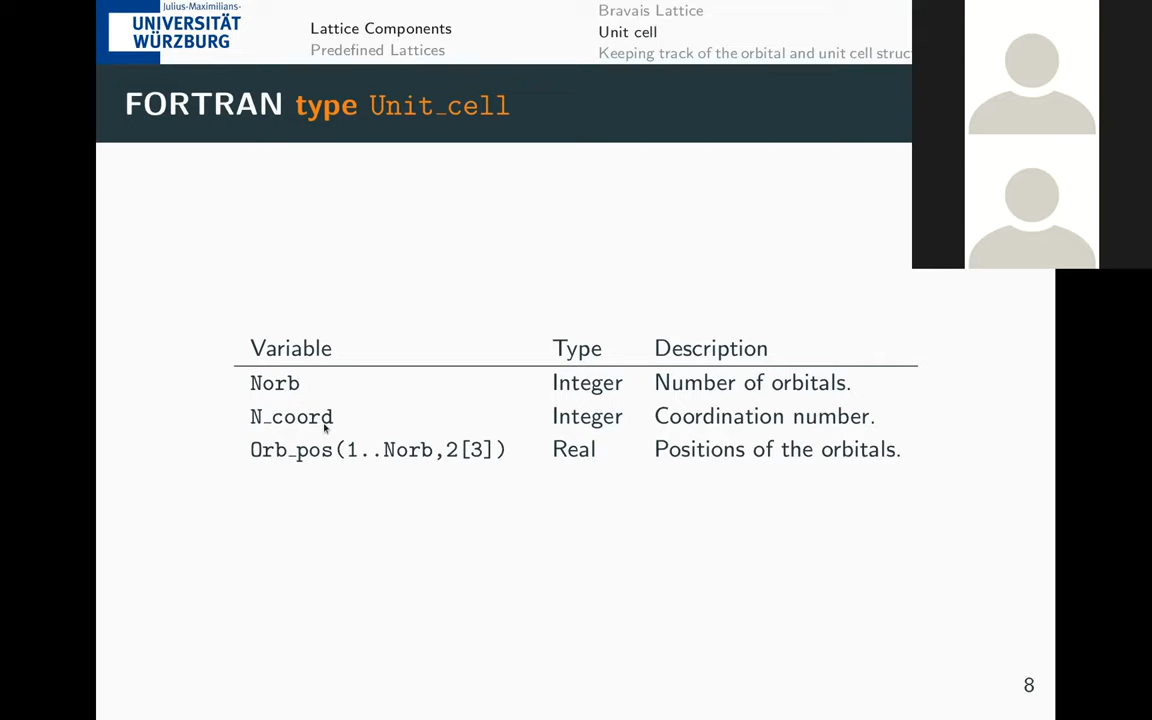 Julius-Maximilians-
UNIVERSITÄT
WÜRZBURG
Lattice Components
Predefined Lattices
Bravais Lattice
Unit cell
Keeping track of the orbital and unit cell struc
FORTRAN type Unit_cell
Variable Type Description
Norb Integer Number of orbitals.
N_coord Integer Coordination number.
Orb_pos(1..Norb,2[3]) Real Positions of the orbitals.
8